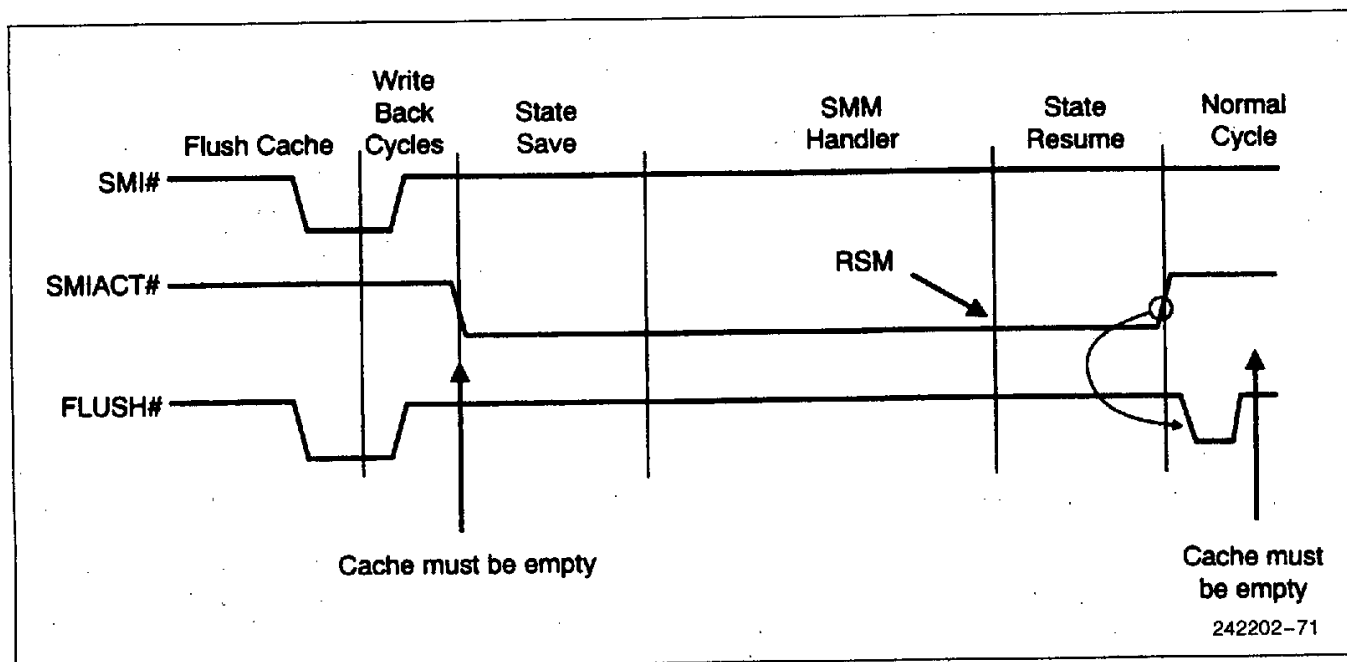 Flush Cache
Write
Back
Cycles
State
Save
SMM
Handler
State
Resume
Normal
Cycle
SMI#
SMIACT#
RSM
FLUSH#
Cache must be empty
Cache must
be empty
242202-71